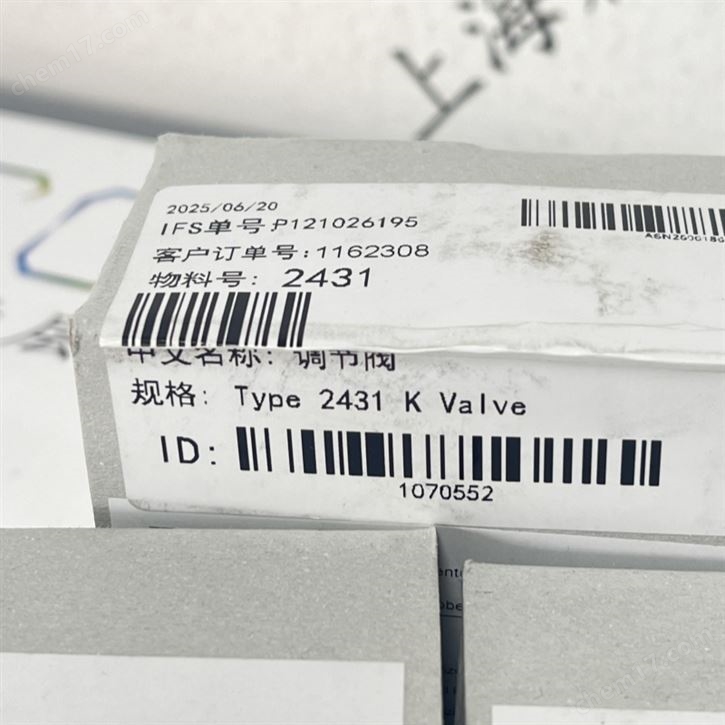 上海
2025/06/20
IFS单号:P121026195
客户订单号:1162308
物料号: 2431
中文名称: 调节阀
规格: Type 2431 K Valve
ID:
1070552
chem17.com